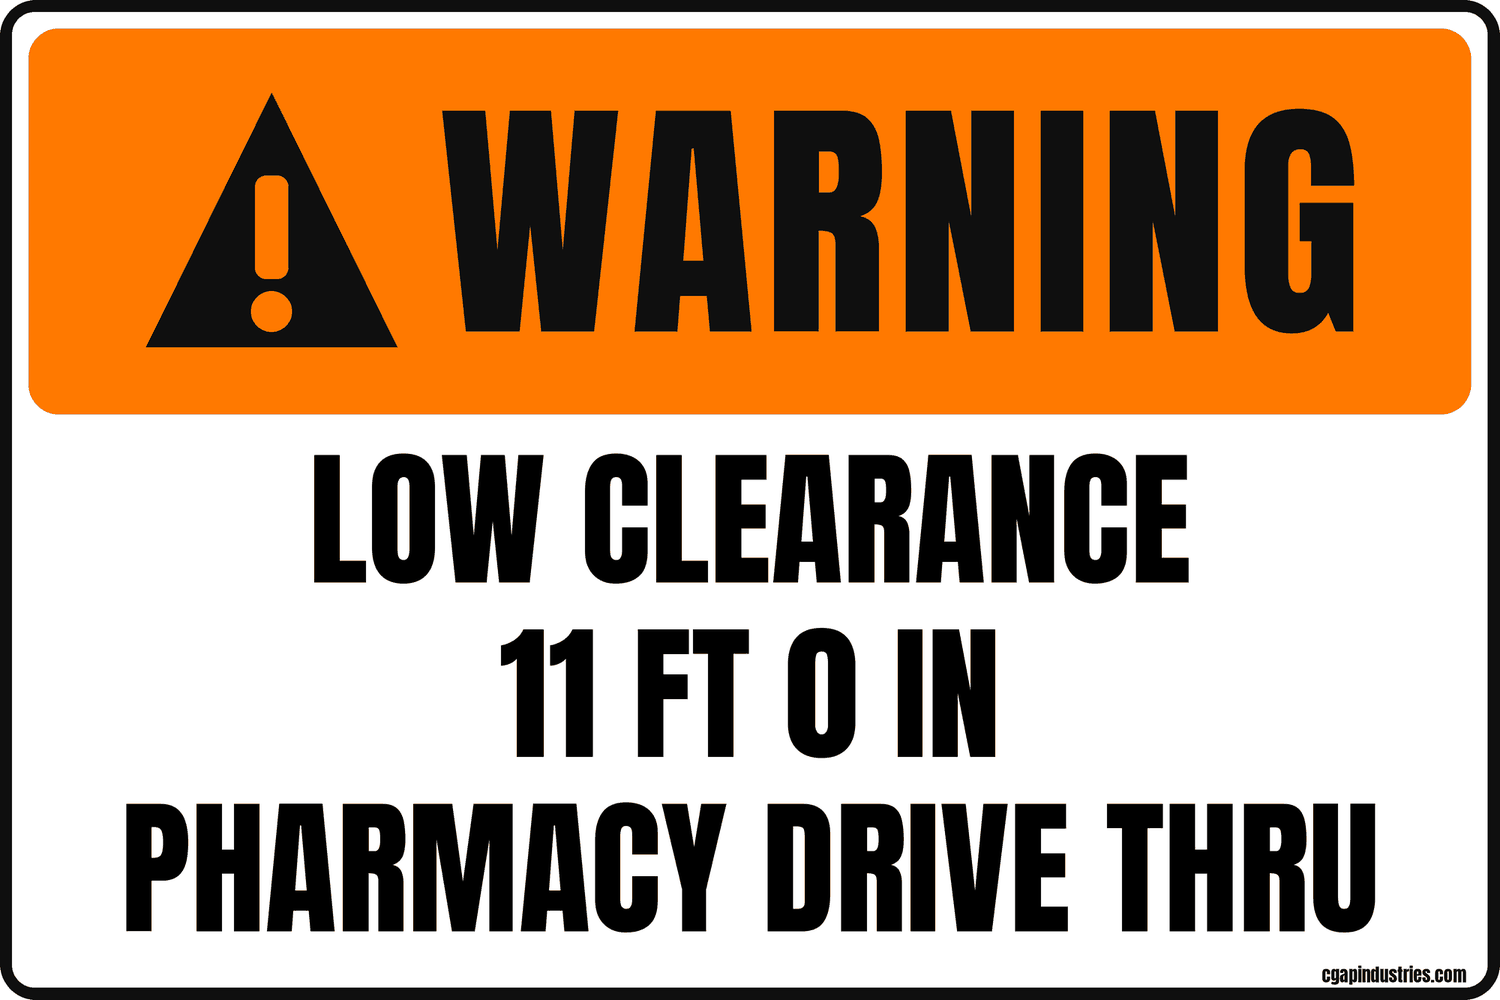 WARNING
LOW CLEARANCE
11 FT 0 IN
PHARMACY DRIVE THRU
cgapindustries.com